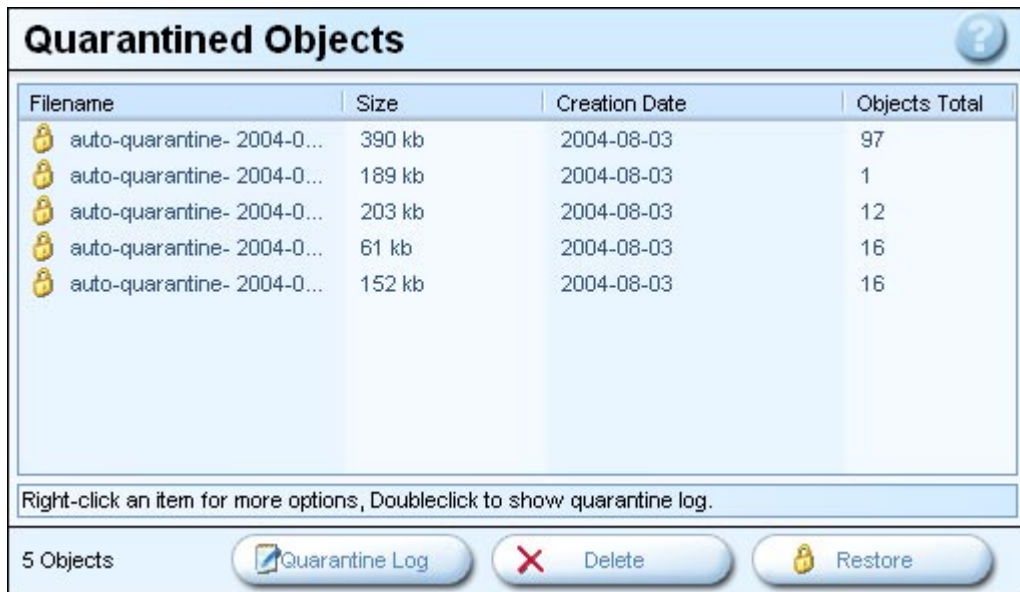 Quarantined Objects
?
Filename Size Creation Date Objects Total
auto-quarantine- 2004-0... 390 kb 2004-08-03 97
auto-quarantine- 2004-0... 189 kb 2004-08-03 1
auto-quarantine- 2004-0... 203 kb 2004-08-03 12
auto-quarantine- 2004-0... 61 kb 2004-08-03 16
auto-quarantine- 2004-0... 152 kb 2004-08-03 16
Right-click an item for more options, Doubleclick to show quarantine log.
5 Objects Quarantine Log Delete Restore